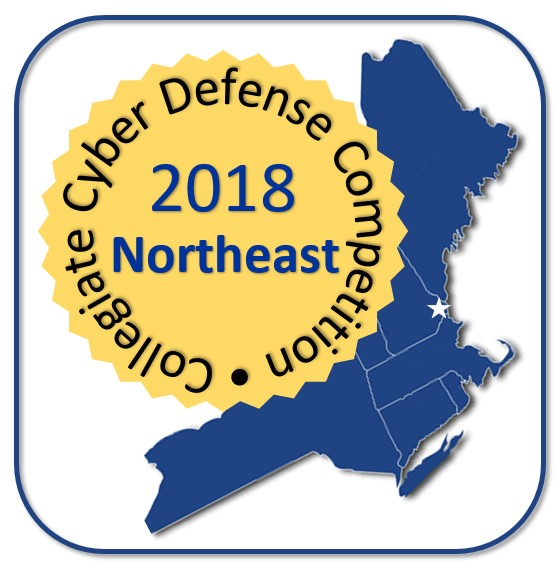 Collegiate Cyber Defense Competition •
2018
Northeast